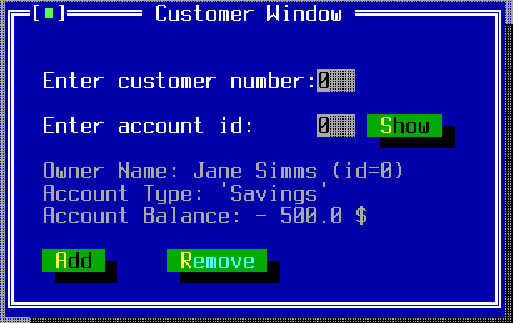 [■] Customer Window
Enter customer number: 0
Enter account id: 0 Show
Owner Name: Jane Simms (id=0)
Account Type: 'Savings'
Account Balance: - 500.0 $
Add Remove